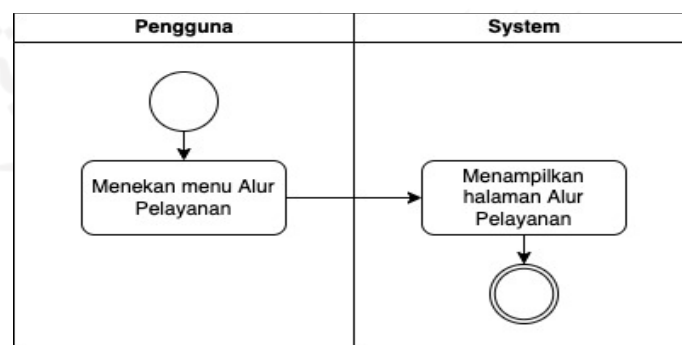 Pengguna
System
Menekan menu Alur
Pelayanan
Menampilkan
halaman Alur
Pelayanan